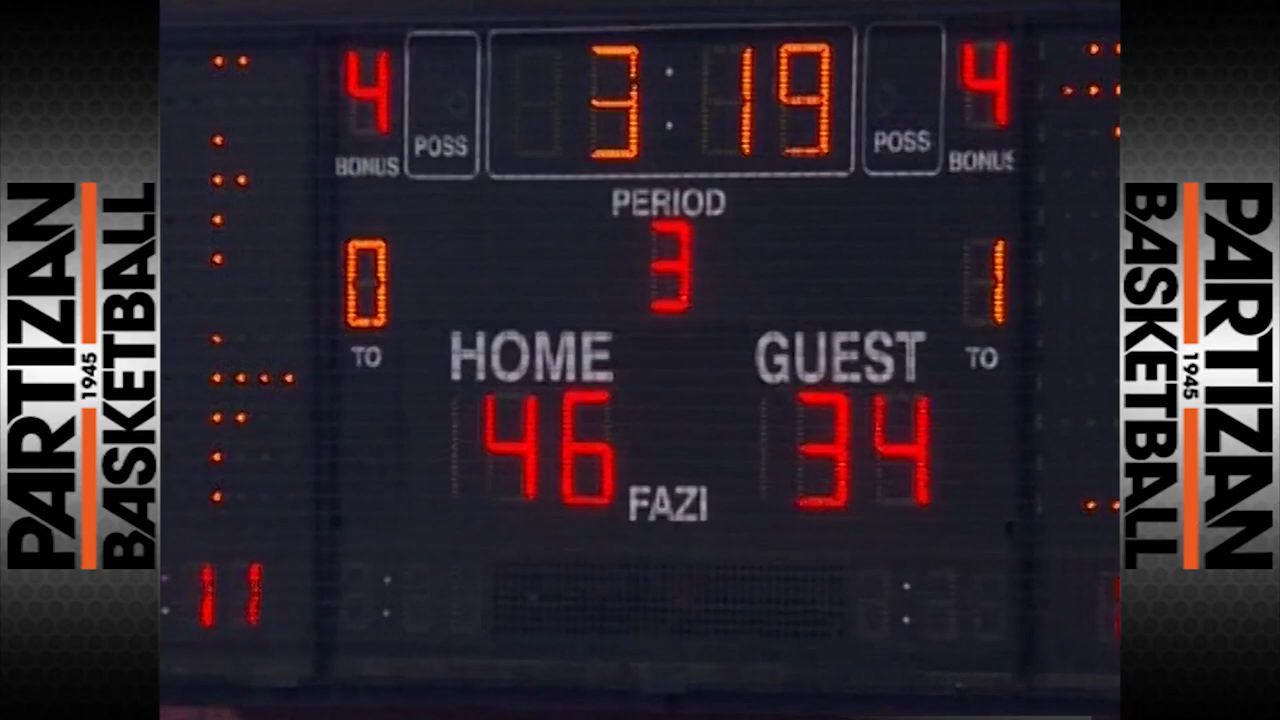 4 3:19 4
BONUS POSS POSS BONUS
PERIOD
3
0 1
TO HOME GUEST TO
46 34
FAZI
11
PARTIZAN
1945
BASKETBALL
PARTIZAN
1945
BASKETBALL